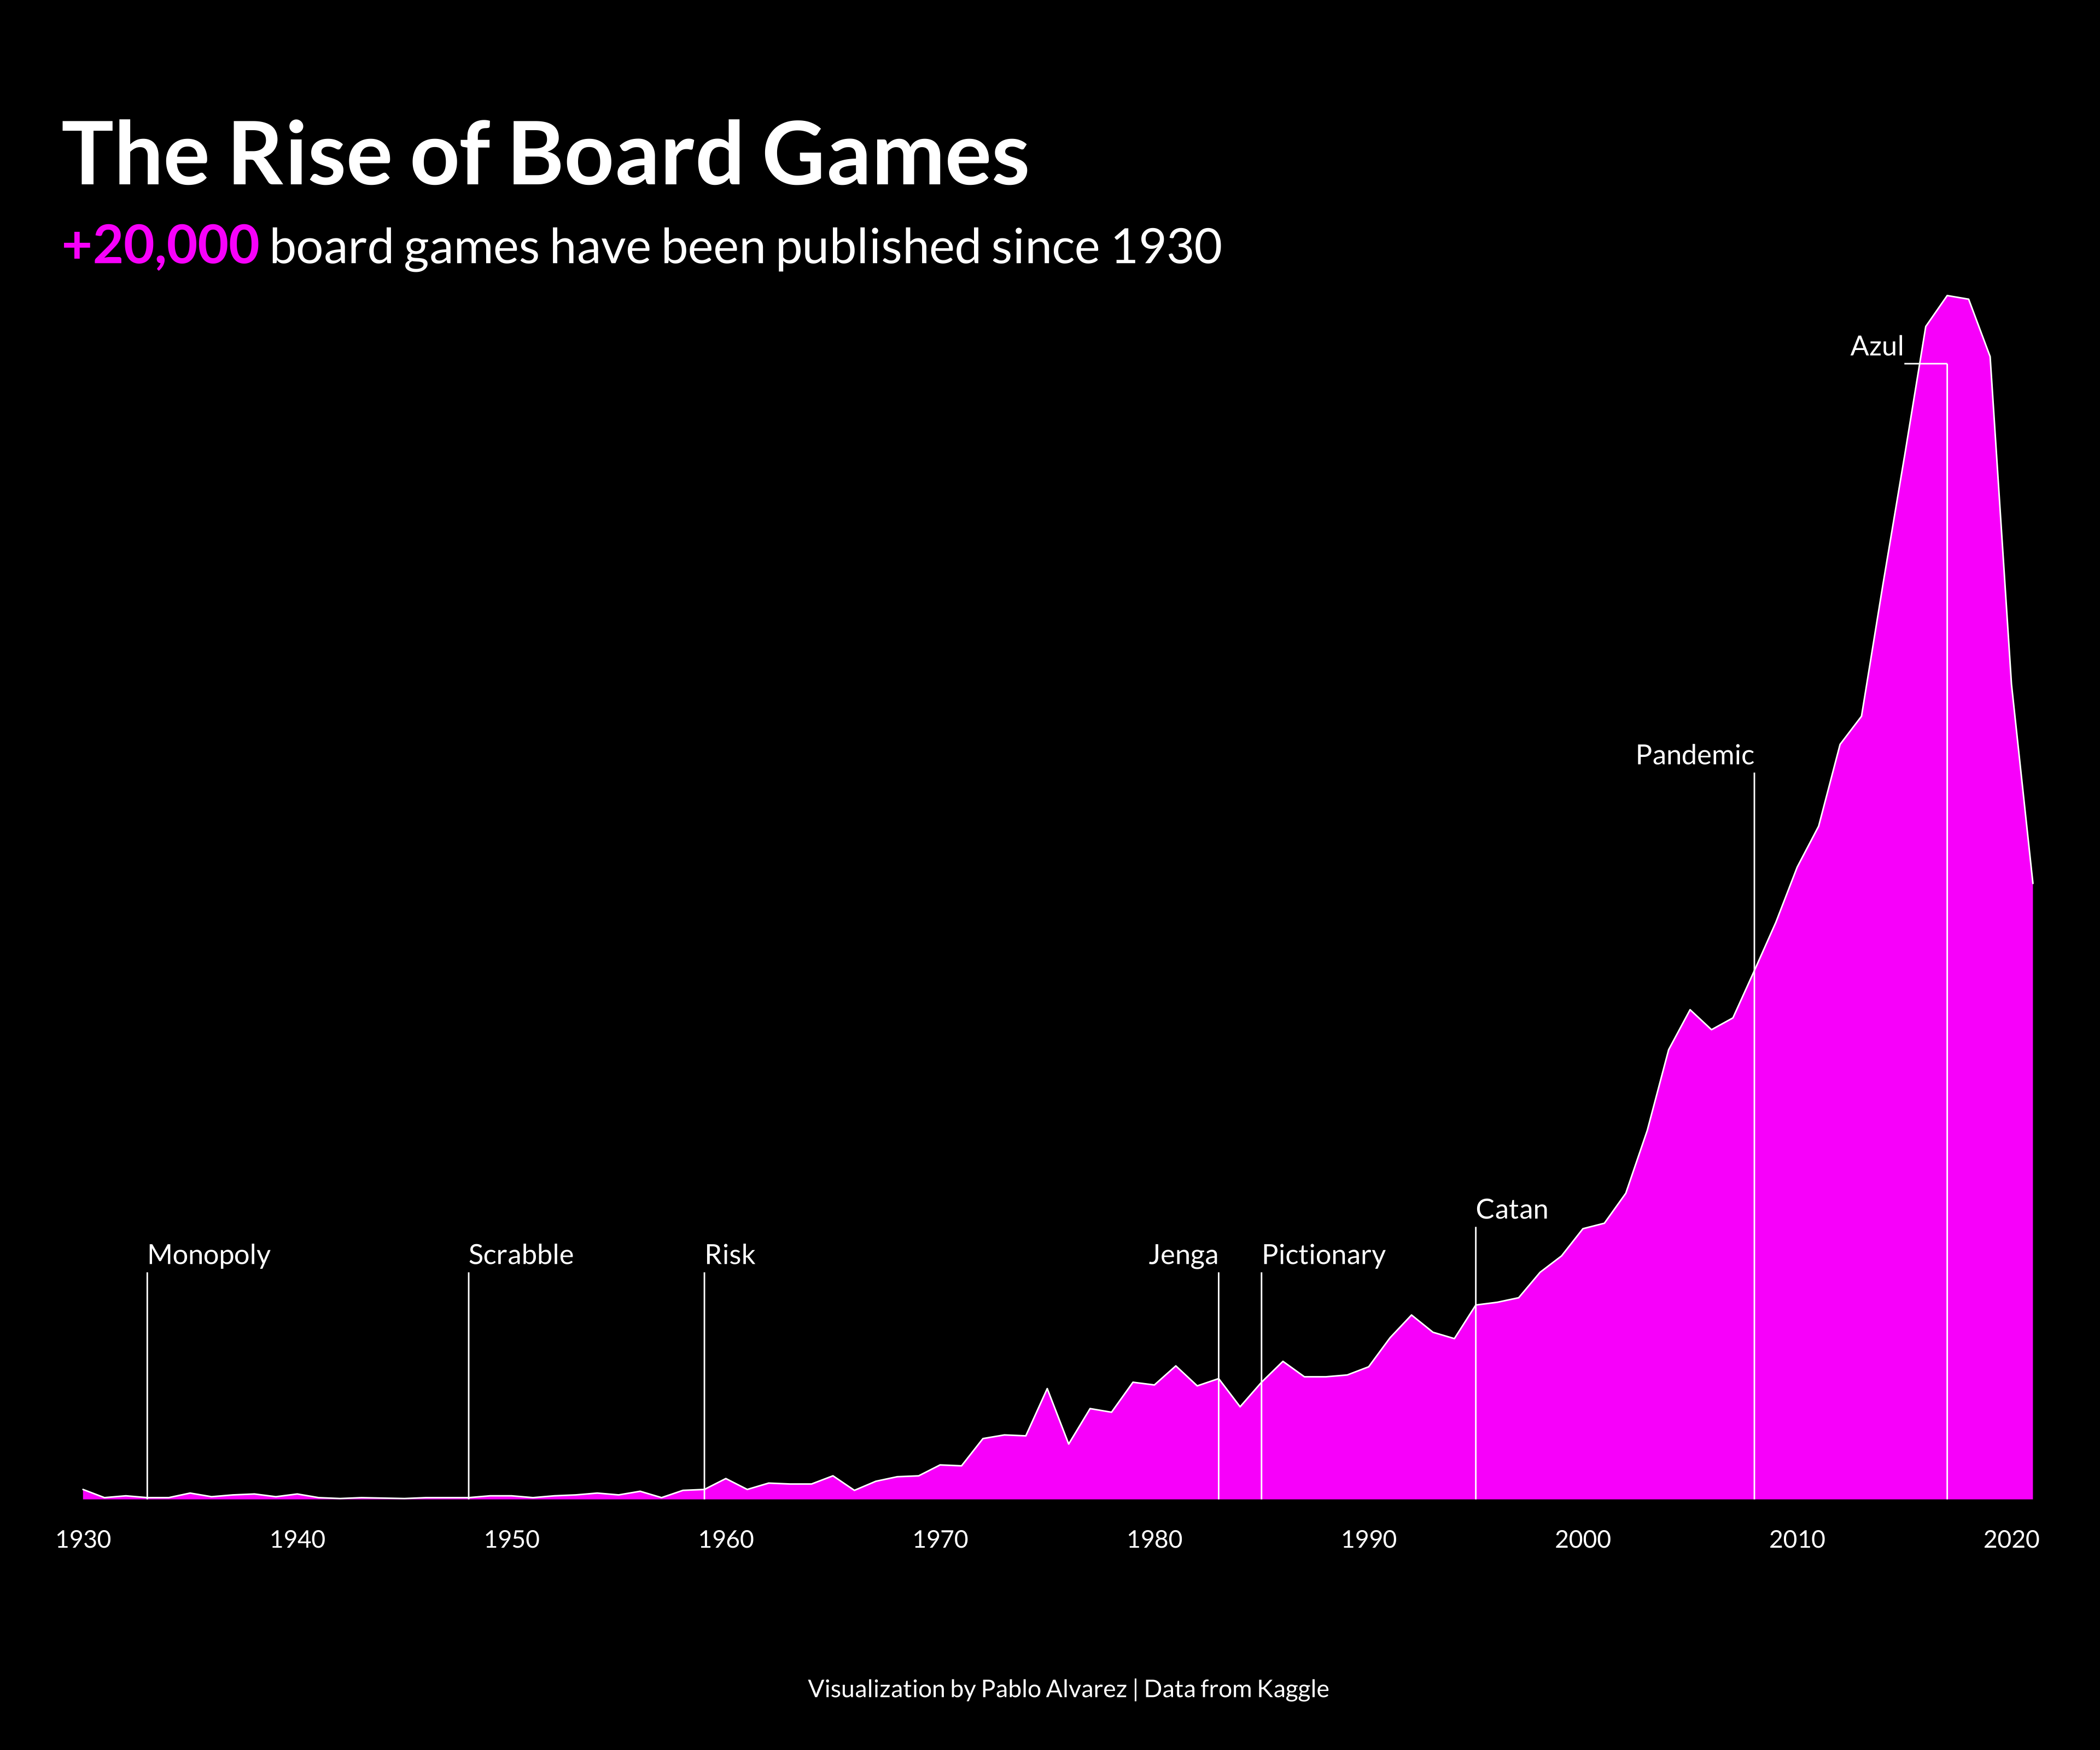 The Rise of Board Games
+20,000 board games have been published since 1930
Azul
Pandemic
Catan
Monopoly
Scrabble
Risk
Jenga
Pictionary
1930 1940 1950 1960 1970 1980 1990 2000 2010 2020
Visualization by Pablo Alvarez | Data from Kaggle